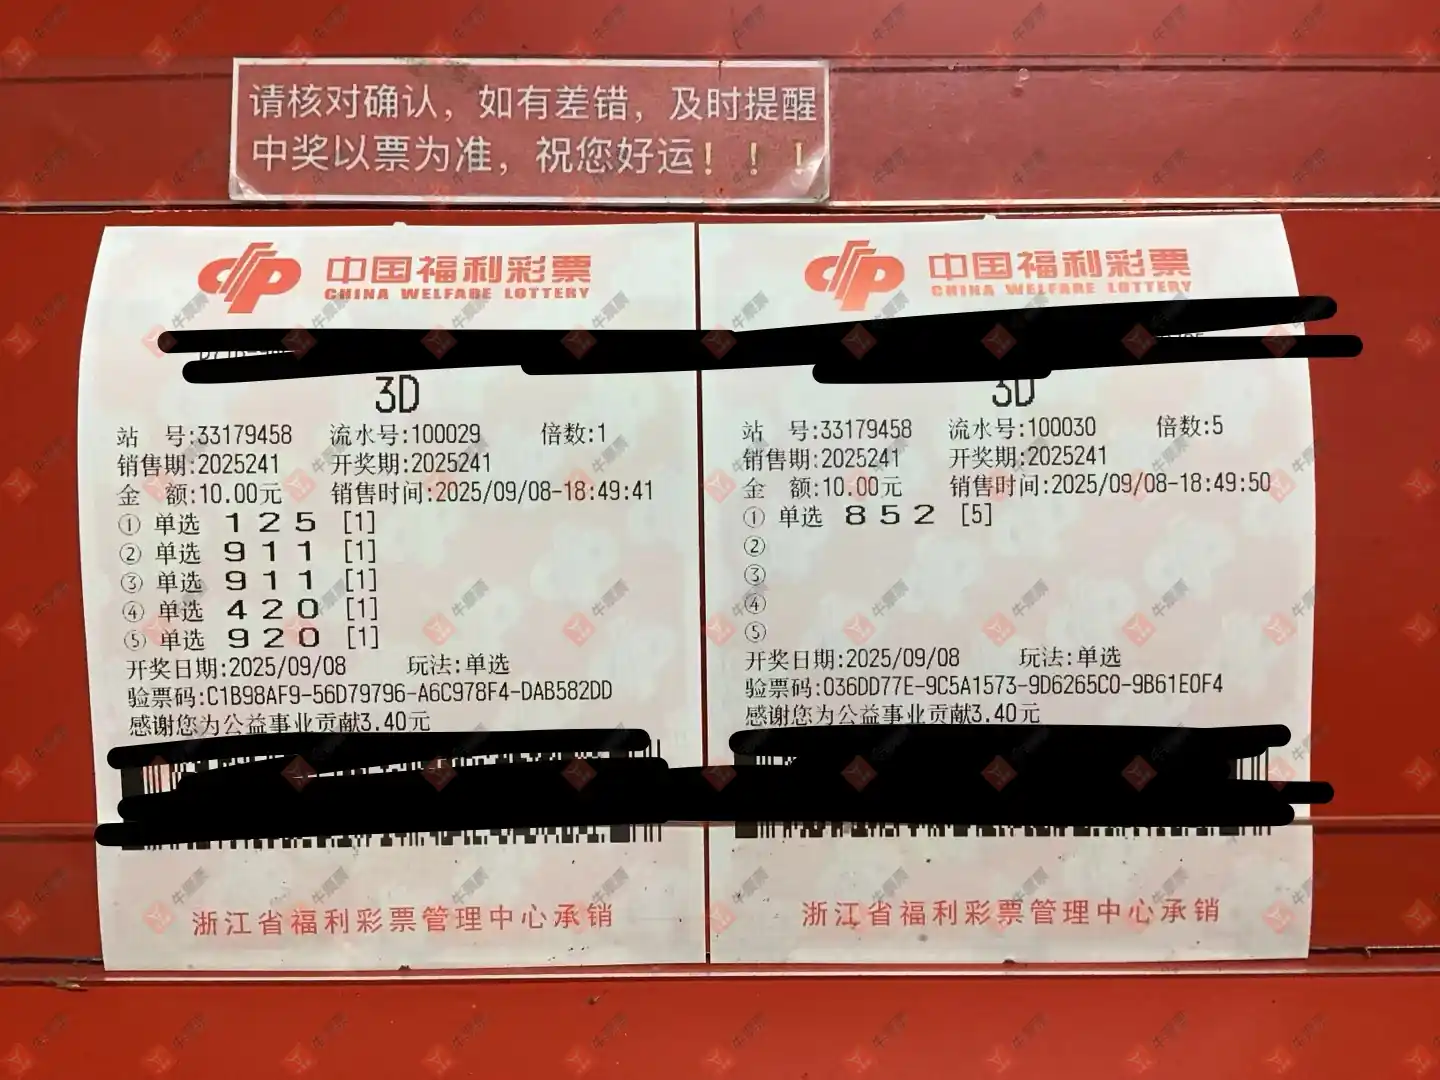 请核对确认，如有差错，及时提醒
中奖以票为准，祝您好运！！！
中国福利彩票
CHINA WELFARE LOTTERY
3D
站 号:33179458 流水号:100029 倍数:1
销售期:2025241 开奖期:2025241
金 额:10.00元 销售时间:2025/09/08-18:49:41
① 单选 1 2 5 [1]
② 单选 9 1 1 [1]
③ 单选 9 1 1 [1]
④ 单选 4 2 0 [1]
⑤ 单选 9 2 0 [1]
开奖日期:2025/09/08 玩法:单选
验票码:C1B98AF9-56D79796-A6C978F4-DAB582DD
感谢您为公益事业贡献3.40元
浙江省福利彩票管理中心承销
中国福利彩票
CHINA WELFARE LOTTERY
3D
站 号:33179458 流水号:100030 倍数:5
销售期:2025241 开奖期:2025241
金 额:10.00元 销售时间:2025/09/08-18:49:50
① 单选 8 5 2 [5]
②
③
④
⑤
开奖日期:2025/09/08 玩法:单选
验票码:036DD77E-9C5A1573-9D6265C0-9B61E0F4
感谢您为公益事业贡献3.40元
浙江省福利彩票管理中心承销